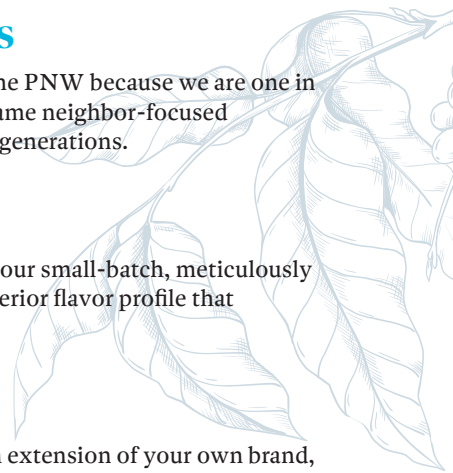 s
he PNW because we are one in
ame neighbor-focused
generations.
our small-batch, meticulously
erior flavor profile that
extension of your own brand,